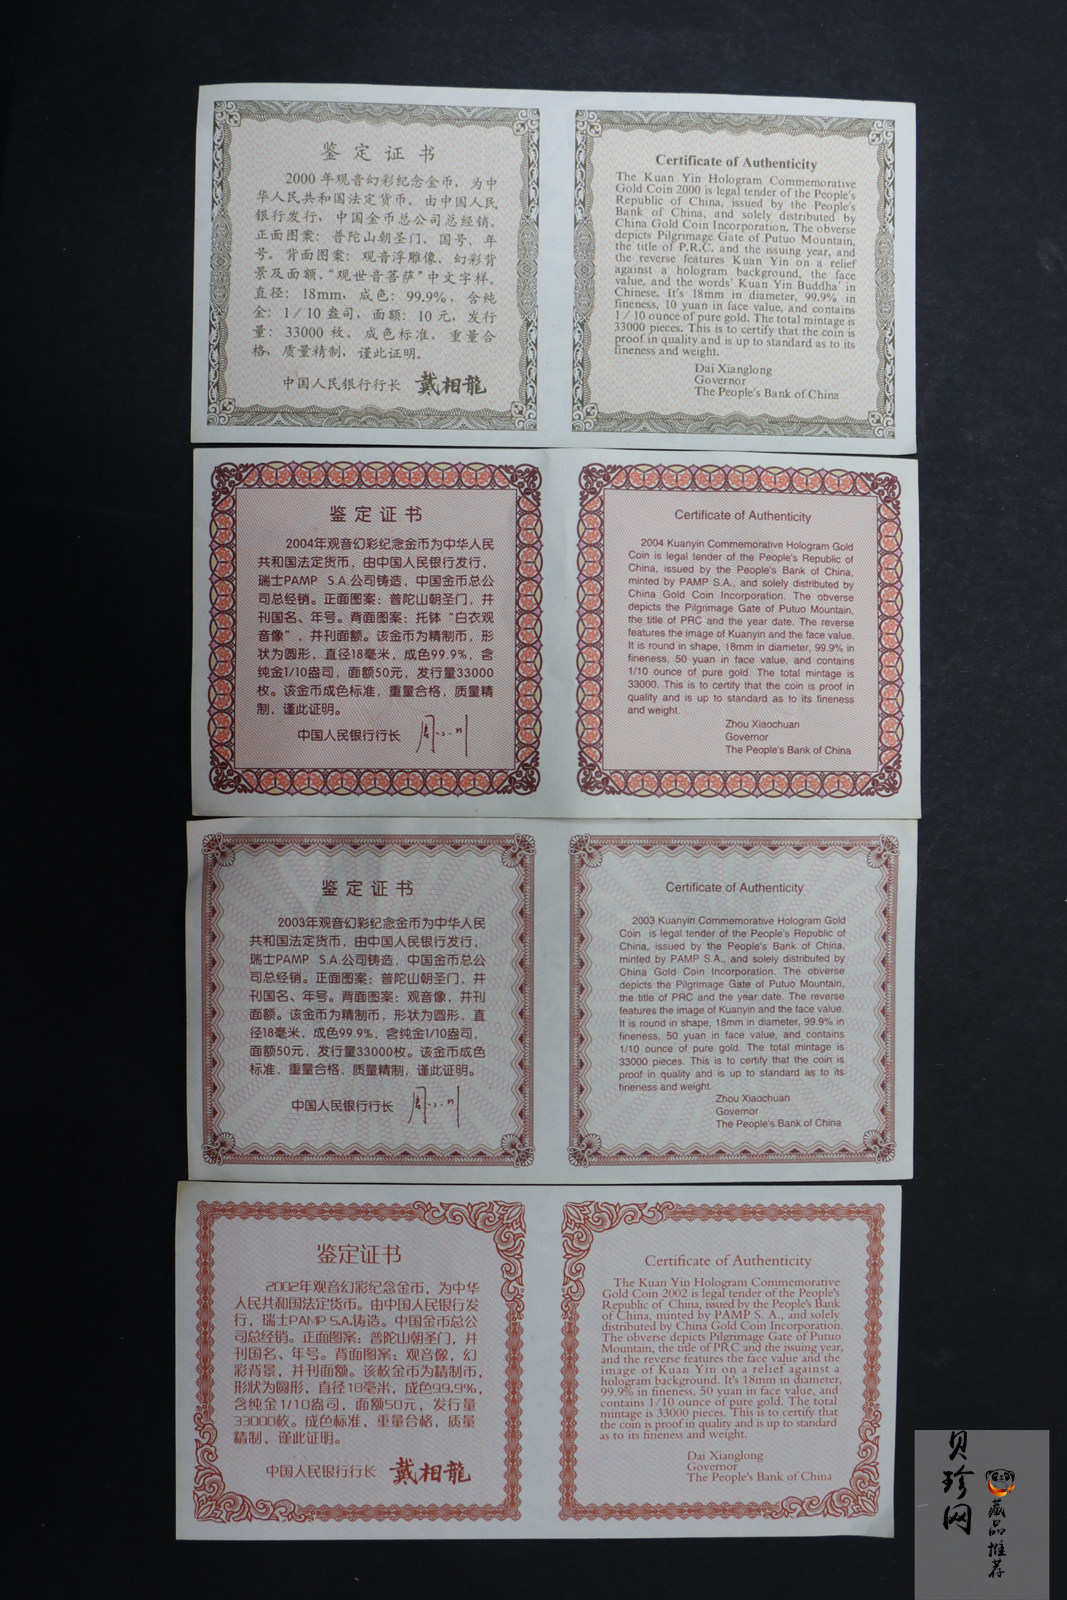 鉴定证书
2000年观音幻彩纪念金币，为中
华人民共和国法定货币。由中国人民
银行发行，中国金币总公司总经销。
正面图案：普陀山朝圣门、国号、年
号。背面图案：观音浮雕像、幻彩背
景及面额、“观世音菩萨”中文字样。
直径：18mm，成色：99.9%，含纯
金：1/10盎司，面额：10元，发行
量：33000枚。成色标准，重量合
格，质量精制，谨此证明。
中国人民银行行长 戴相龍
Certificate of Authenticity
The Kuan Yin Hologram Commemorative
Gold Coin 2000 is legal tender of the People's
Republic of China, issued by the People's
Bank of China, and solely distributed by
China Gold Coin Incorporation. The obverse
depicts Pilgrimage Gate of Putuo Mountain,
the title of P.R.C. and the issuing year, and
the reverse features Kuan Yin on a relief
against a hologram background, the face
value, and the words' Kuan Yin Buddha' in
Chinese. It's 18mm in diameter, 99.9% in
fineness, 10 yuan in face value, and contains
1/10 ounce of pure gold. The total mintage is
33000 pieces. This is to certify that the coin is
proof in quality and is up to standard as to its
fineness and weight.
Dai Xianglong
Governor
The People's Bank of China
鉴定证书
2004年观音幻彩纪念金币为中华人民
共和国法定货币，由中国人民银行发行，
瑞士PAMP S.A.公司铸造，中国金币总公
司总经销。正面图案：普陀山朝圣门，并
刊国名、年号。背面图案：托钵“白衣观
音像”，并刊面额。该金币为精制币，形
状为圆形，直径18毫米，成色99.9%，含
纯金1/10盎司，面额50元，发行量33000
枚。该金币成色标准，重量合格，质量精
制，谨此证明。
中国人民银行行长
Certificate of Authenticity
2004 Kuanyin Commemorative Hologram Gold
Coin is legal tender of the People's Republic of
China, issued by the People's Bank of China,
minted by PAMP S.A., and solely distributed by
China Gold Coin Incorporation. The obverse
depicts the Pilgrimage Gate of Putuo Mountain,
the title of PRC and the year date. The reverse
features the image of Kuanyin and the face value.
It is round in shape, 18mm in diameter, 99.9% in
fineness, 50 yuan in face value, and contains
1/10 ounce of pure gold. The total mintage is
33000. This is to certify that the coin is proof in
quality and is up to standard as to its fineness
and weight.
Zhou Xiaochuan
Governor
The People's Bank of China
鉴定证书
2003年观音幻彩纪念金币为中华人民
共和国法定货币，由中国人民银行发行，
瑞士PAMP S.A.公司铸造，中国金币总公
司总经销。正面图案：普陀山朝圣门，并
刊国名、年号。背面图案：观音像，并刊
面额。该金币为精制币，形状为圆形，直
径18毫米，成色99.9%，含纯金1/10盎司，
面额50元，发行量33000枚。该金币成色
标准，重量合格，质量精制，谨此证明。
中国人民银行行长
Certificate of Authenticity
2003 Kuanyin Commemorative Hologram Gold
Coin is legal tender of the People's Republic of
China, issued by the People's Bank of China,
minted by PAMP S.A., and solely distributed by
China Gold Coin Incorporation. The obverse
depicts the Pilgrimage Gate of Putuo Mountain,
the title of PRC and the year date. The reverse
features the image of Kuanyin and the face value.
It is round in shape, 18mm in diameter, 99.9% in
fineness, 50 yuan in face value, and contains
1/10 ounce of pure gold. The total mintage is
33000 pieces. This is to certify that the coin is
proof in quality and is up to standard as to its
fineness and weight.
Zhou Xiaochuan
Governor
The People's Bank of China
鉴定证书
2002年观音幻彩纪念金币，为中华
人民共和国法定货币。由中国人民银行发
行，瑞士PAMP S.A.铸造。中国金币总公
司总经销。正面图案：普陀山朝圣门，并
刊国名、年号。背面图案：观音像，幻
彩背景，并刊面额。该枚金币为精制币，
形状为圆形，直径18毫米，成色99.9%，
含纯金1/10盎司，面额50元，发行量
33000枚。成色标准，重量合格，质量
精制，谨此证明。
中国人民银行行长 戴相龍
Certificate of Authenticity
The Kuan Yin Hologram Commemorative
Gold Coin 2002 is legal tender of the People's
Republic of China, issued by the People's Bank
of China, minted by PAMP S. A., and solely
distributed by China Gold Coin Incorporation.
The obverse depicts Pilgrimage Gate of Putuo
Mountain, the title of PRC and the issuing year,
and the reverse features the face value and the
image of Kuan Yin on a relief against a
hologram background. It's 18mm in diameter,
99.9% in fineness, 50 yuan in face value, and
contains 1/10 ounce of pure gold. The total
mintage is 33000 pieces. This is to certify that
the coin is proof in quality and is up to standard
as to its fineness and weight.
Dai Xianglong
Governor
The People's Bank of China
贝珍网
藏品推荐